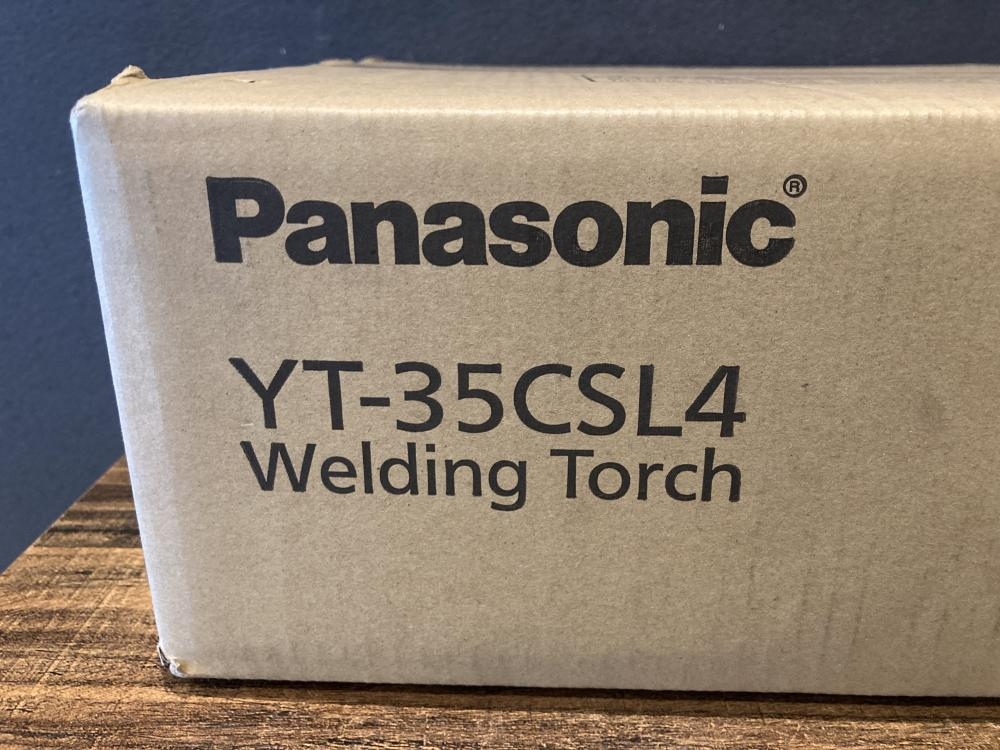 Panasonic®
YT-35CSL4
Welding Torch